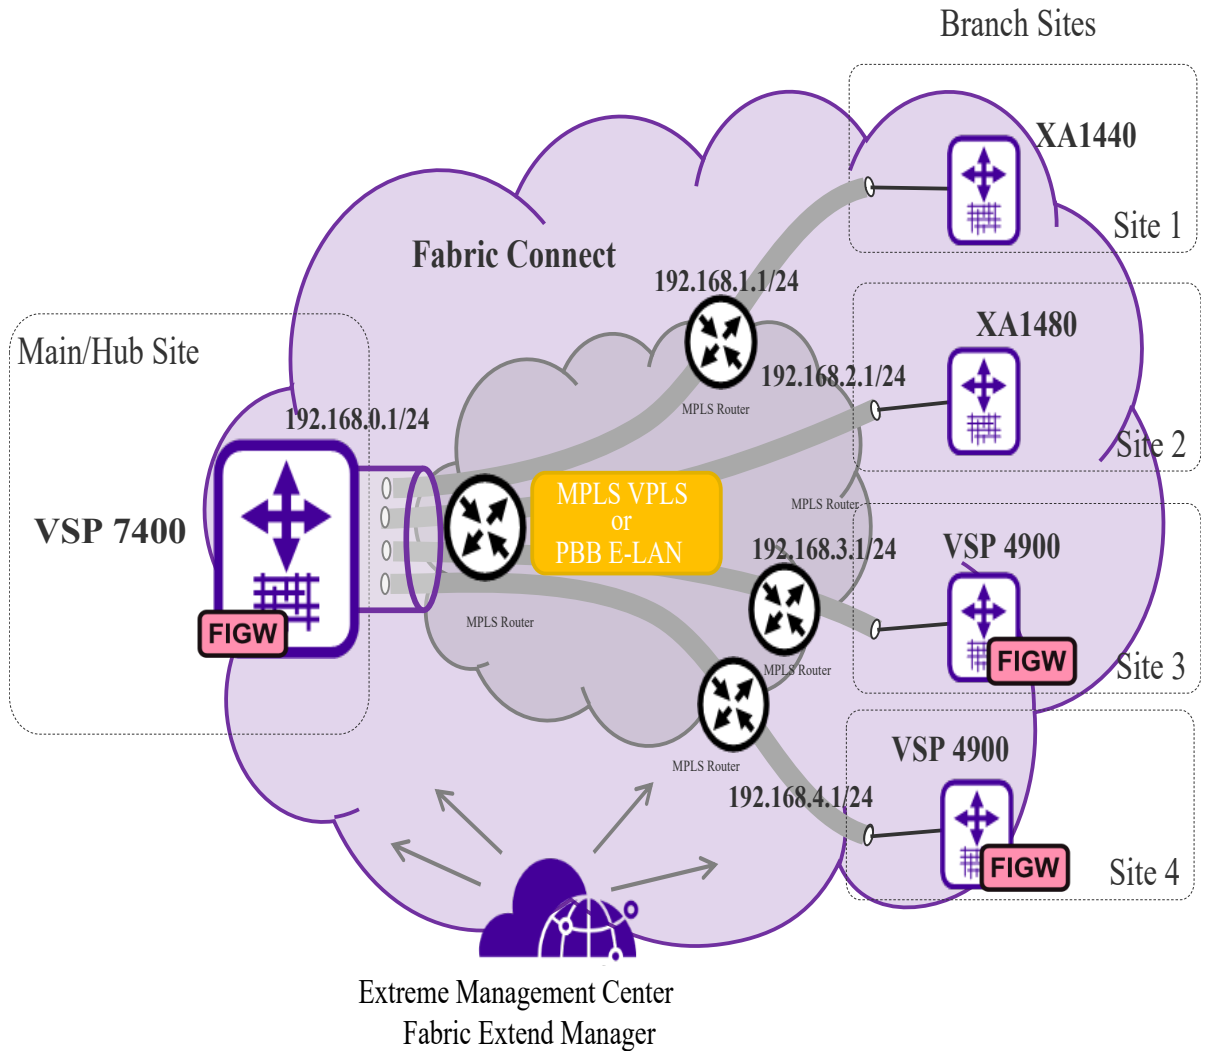 Branch Sites
XA1440
Site 1
Fabric Connect
192.168.1.1/24
MPLS Router
XA1480
192.168.2.1/24
Site 2
MPLS Router
Main/Hub Site
192.168.0.1/24
VSP 7400
FIGW
MPLS Router
MPLS VPLS
or
PBB E-LAN
VSP 4900
192.168.3.1/24
FIGW
Site 3
MPLS Router
VSP 4900
MPLS Router
192.168.4.1/24
FIGW
Site 4
Extreme Management Center
Fabric Extend Manager